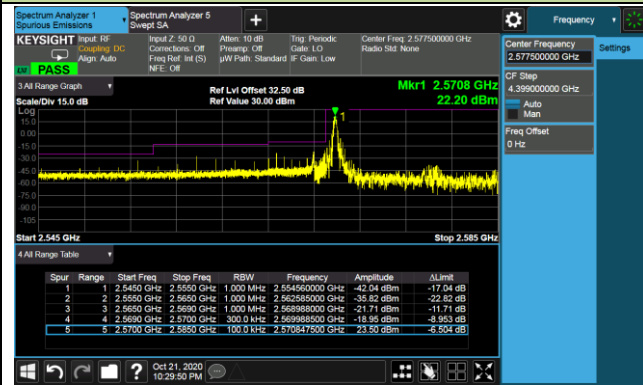 Spectrum Analyzer 1
Spurious Emissions
Spectrum Analyzer 5
Swept SA
Frequency
KEYSIGHT
PASS
Input: RF
Coupling: DC
Align: Auto
Input Z: 50 Ω
Corrections: Off
Freq Ref: Int (S)
NFE: Off
Atten: 10 dB
Preamp: Off
µW Path: Standard
Trig: Periodic
Gate: LO
IF Gain: Low
Center Freq: 2.577500000 GHz
Radio Std: None
Center Frequency
2.577500000 GHz
Settings
CF Step
4.399000000 GHz
Auto
Man
Freq Offset
0 Hz
3 All Range Graph
Scale/Div 15.0 dB
Ref Lvl Offset 32.50 dB
Ref Value 30.00 dBm
Mkr1 2.5708 GHz
22.20 dBm
Log
15.0
0.00
-15.0
-30.0
-45.0
-60.0
-75.0
-90.0
-105
1
Start 2.545 GHz
Stop 2.585 GHz
4 All Range Table
Spur Range Start Freq Stop Freq RBW Frequency Amplitude ΔLimit
1 1 2.5450 GHz 2.5550 GHz 1.000 MHz 2.554560000 GHz -42.04 dBm -17.04 dB
2 2 2.5550 GHz 2.5650 GHz 1.000 MHz 2.562585000 GHz -35.82 dBm -22.82 dB
3 3 2.5650 GHz 2.5690 GHz 1.000 MHz 2.568988000 GHz -21.71 dBm -11.71 dB
4 4 2.5690 GHz 2.5700 GHz 300.0 kHz 2.569988500 GHz -18.95 dBm -8.953 dB
5 5 2.5700 GHz 2.5850 GHz 100.0 kHz 2.570847500 GHz 23.50 dBm -6.504 dB
Oct 21, 2020
10:29:50 PM